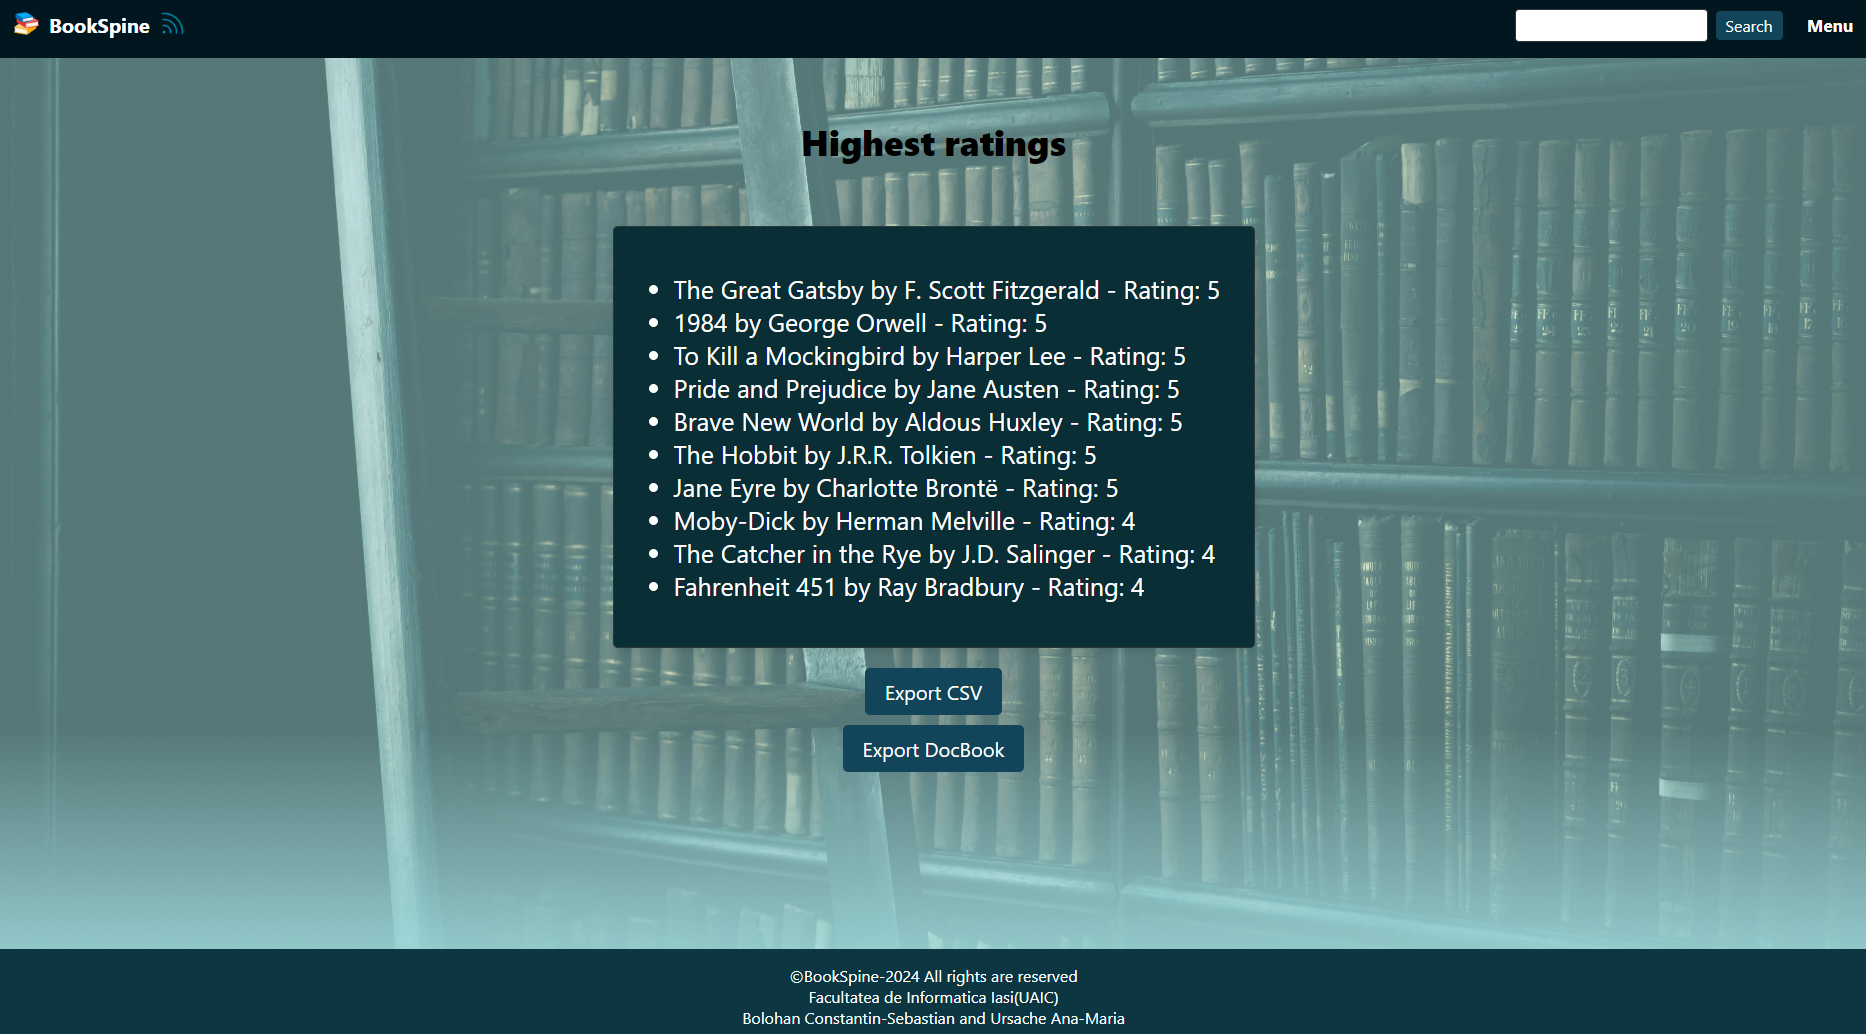 BookSpine
Search
Menu
Highest ratings
The Great Gatsby by F. Scott Fitzgerald - Rating: 5
1984 by George Orwell - Rating: 5
To Kill a Mockingbird by Harper Lee - Rating: 5
Pride and Prejudice by Jane Austen - Rating: 5
Brave New World by Aldous Huxley - Rating: 5
The Hobbit by J.R.R. Tolkien - Rating: 5
Jane Eyre by Charlotte Brontë - Rating: 5
Moby-Dick by Herman Melville - Rating: 4
The Catcher in the Rye by J.D. Salinger - Rating: 4
Fahrenheit 451 by Ray Bradbury - Rating: 4
Export CSV
Export DocBook
©BookSpine-2024 All rights are reserved
Facultatea de Informatica Iasi(UAIC)
Bolohan Constantin-Sebastian and Ursache Ana-Maria